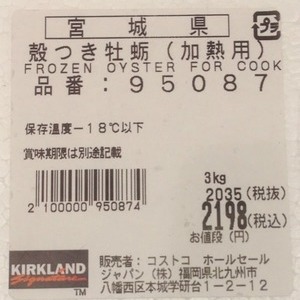 宮城県
プラ
殻つき牡蛎(加熱用)
FROZEN OYSTER FOR COOK
品番:95087
保存温度-18℃以下
賞味期限は別途記載
3kg
2035(税抜)
2198(税込)
お値段(円)
2 100000 950874
KIRKLAND
Signature
販売者:コストコ ホールセール
ジャパン(株)福岡県北九州市
八幡西区本城学研台1-2-12